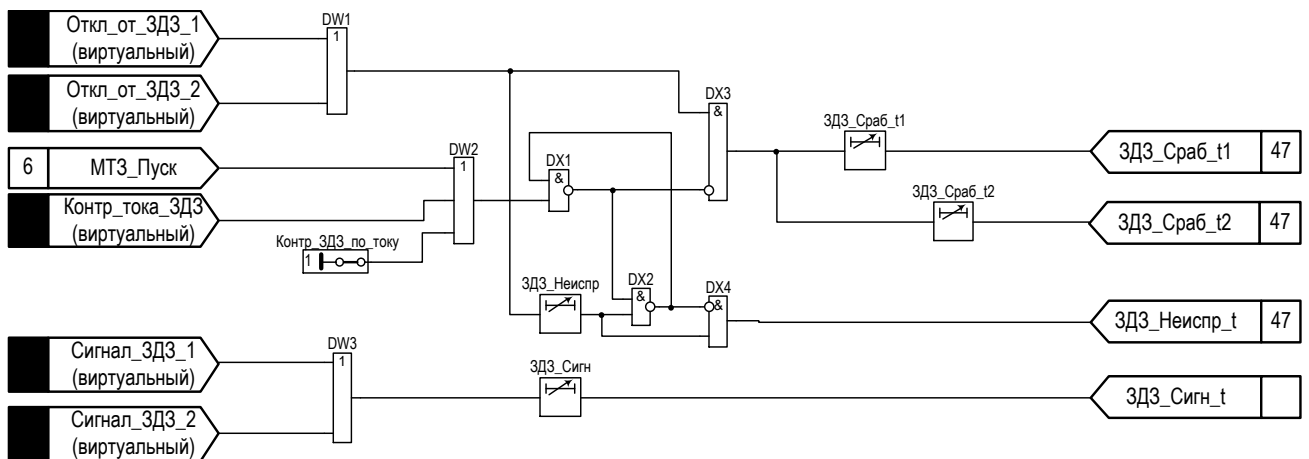 Откл_от_ЗДЗ_1
(виртуальный)
DW1
1
Откл_от_ЗДЗ_2
(виртуальный)
6 МТЗ_Пуск
Контр_тока_ЗДЗ
(виртуальный)
Контр_ЗДЗ_по_току
1
DW2
1
DX1
&
DX3
&
ЗДЗ_Сраб_t1
ЗДЗ_Сраб_t1 47
ЗДЗ_Сраб_t2
ЗДЗ_Сраб_t2 47
ЗДЗ_Неиспр
DX2
&
DX4
&
ЗДЗ_Неиспр_t 47
Сигнал_ЗДЗ_1
(виртуальный)
DW3
1
Сигнал_ЗДЗ_2
(виртуальный)
ЗДЗ_Сигн
ЗДЗ_Сигн_t